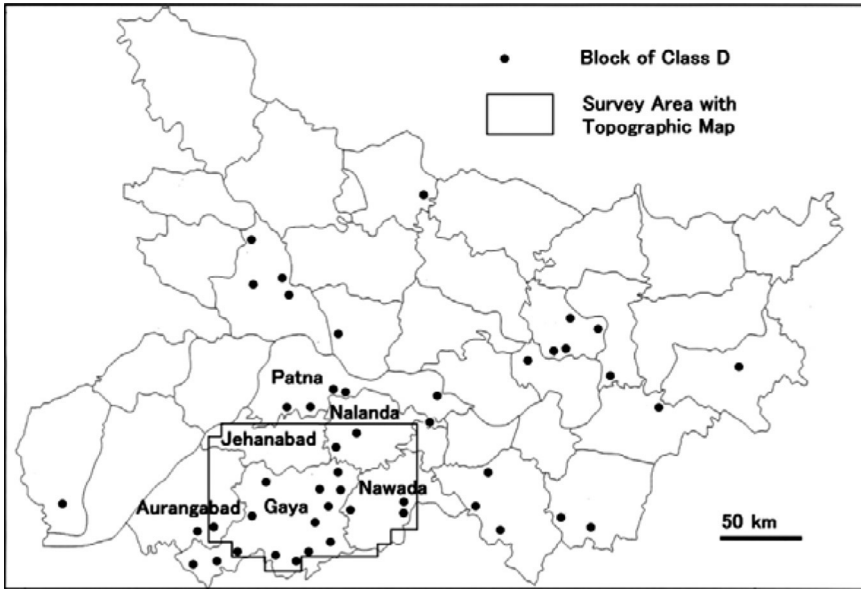 Block of Class D
Survey Area with
Topographic Map
Patna
Nalanda
Jehanabad
Nawada
Aurangabad
Gaya
50 km